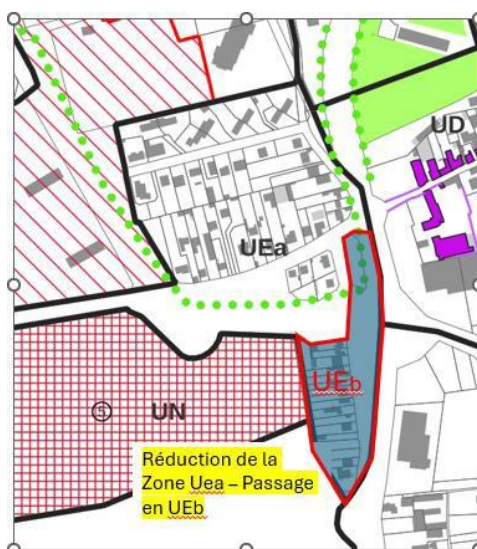 UD
UEa
UEb
⑤ UN
Réduction de la
Zone Uea – Passage
en UEb